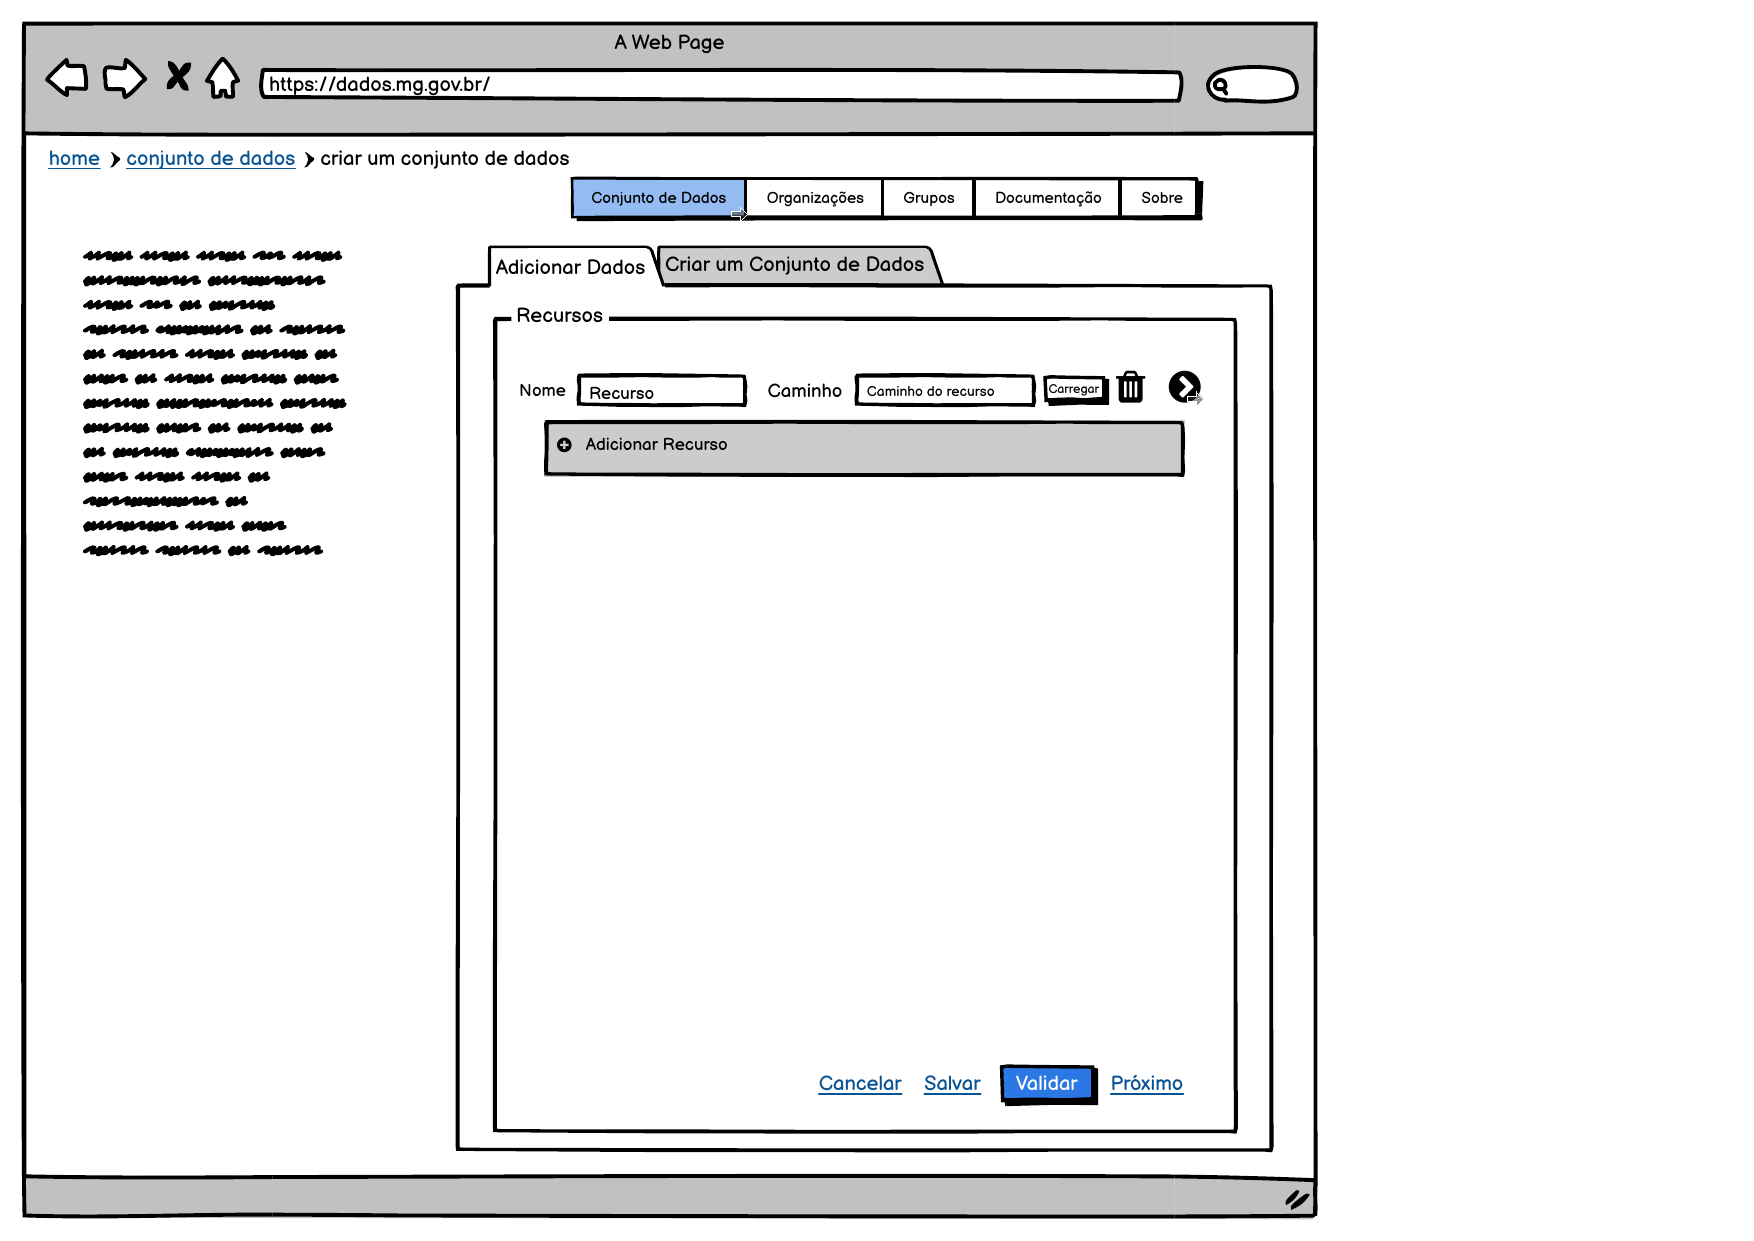 A Web Page
https://dados.mg.gov.br/
home conjunto de dados criar um conjunto de dados
Conjunto de Dados Organizações Grupos Documentação Sobre
Adicionar Dados Criar um Conjunto de Dados
Recursos
Nome Recurso Caminho Caminho do recurso Carregar
Adicionar Recurso
Cancelar Salvar Validar Próximo